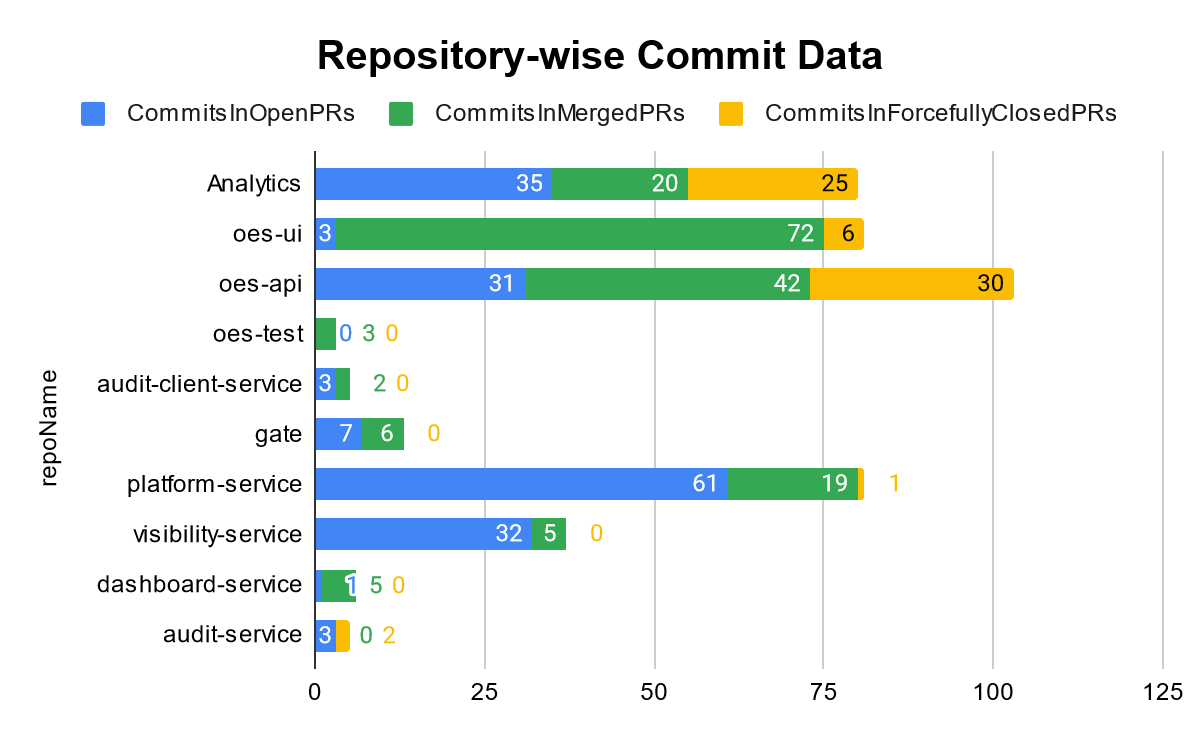 Repository-wise Commit Data
CommitsInOpenPRs CommitsInMergedPRs CommitsInForcefullyClosedPRs
repoName
Analytics 35 20 25
oes-ui 3 72 6
oes-api 31 42 30
oes-test 0 3 0
audit-client-service 3 2 0
gate 7 6 0
platform-service 61 19 1
visibility-service 32 5 0
dashboard-service 1 5 0
audit-service 3 0 2
0 25 50 75 100 125